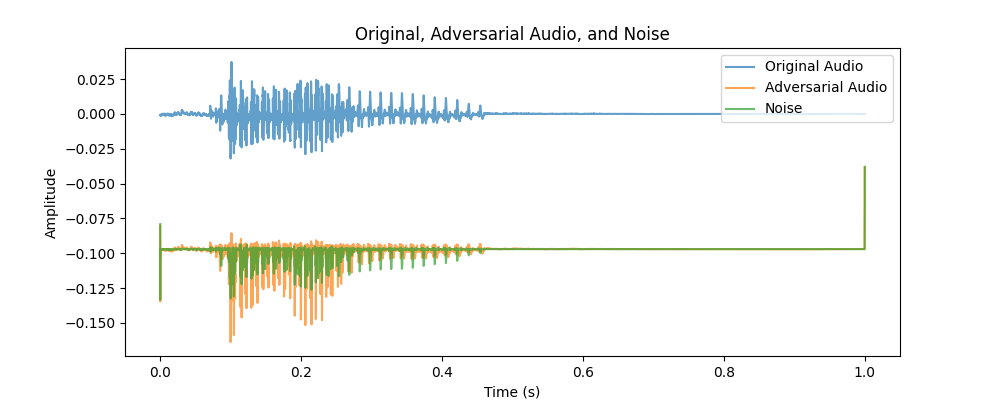 Original, Adversarial Audio, and Noise
Original Audio
Adversarial Audio
Noise
Amplitude
0.025
0.000
−0.025
−0.050
−0.075
−0.100
−0.125
−0.150
0.0 0.2 0.4 0.6 0.8 1.0
Time (s)